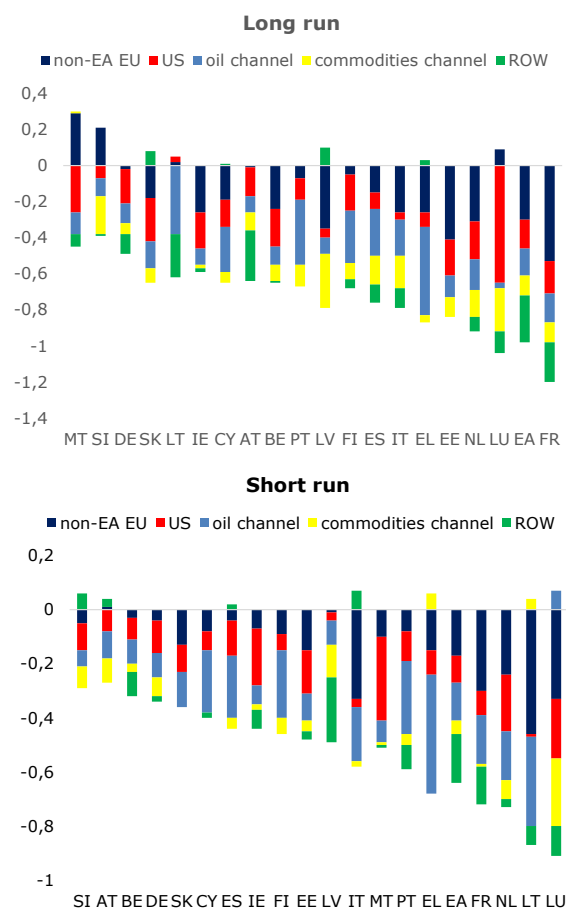 Long run
non-EA EU US oil channel commodities channel ROW
0,4
0,2
0
-0,2
-0,4
-0,6
-0,8
-1
-1,2
-1,4
MT SI DE SK LT IE CY AT BE PT LV FI ES IT EL EE NL LU EA FR
Short run
non-EA EU US oil channel commodities channel ROW
0,2
0
-0,2
-0,4
-0,6
-0,8
-1
SI AT BE DE SK CY ES IE FI EE LV IT MT PT EL EA FR NL LT LU